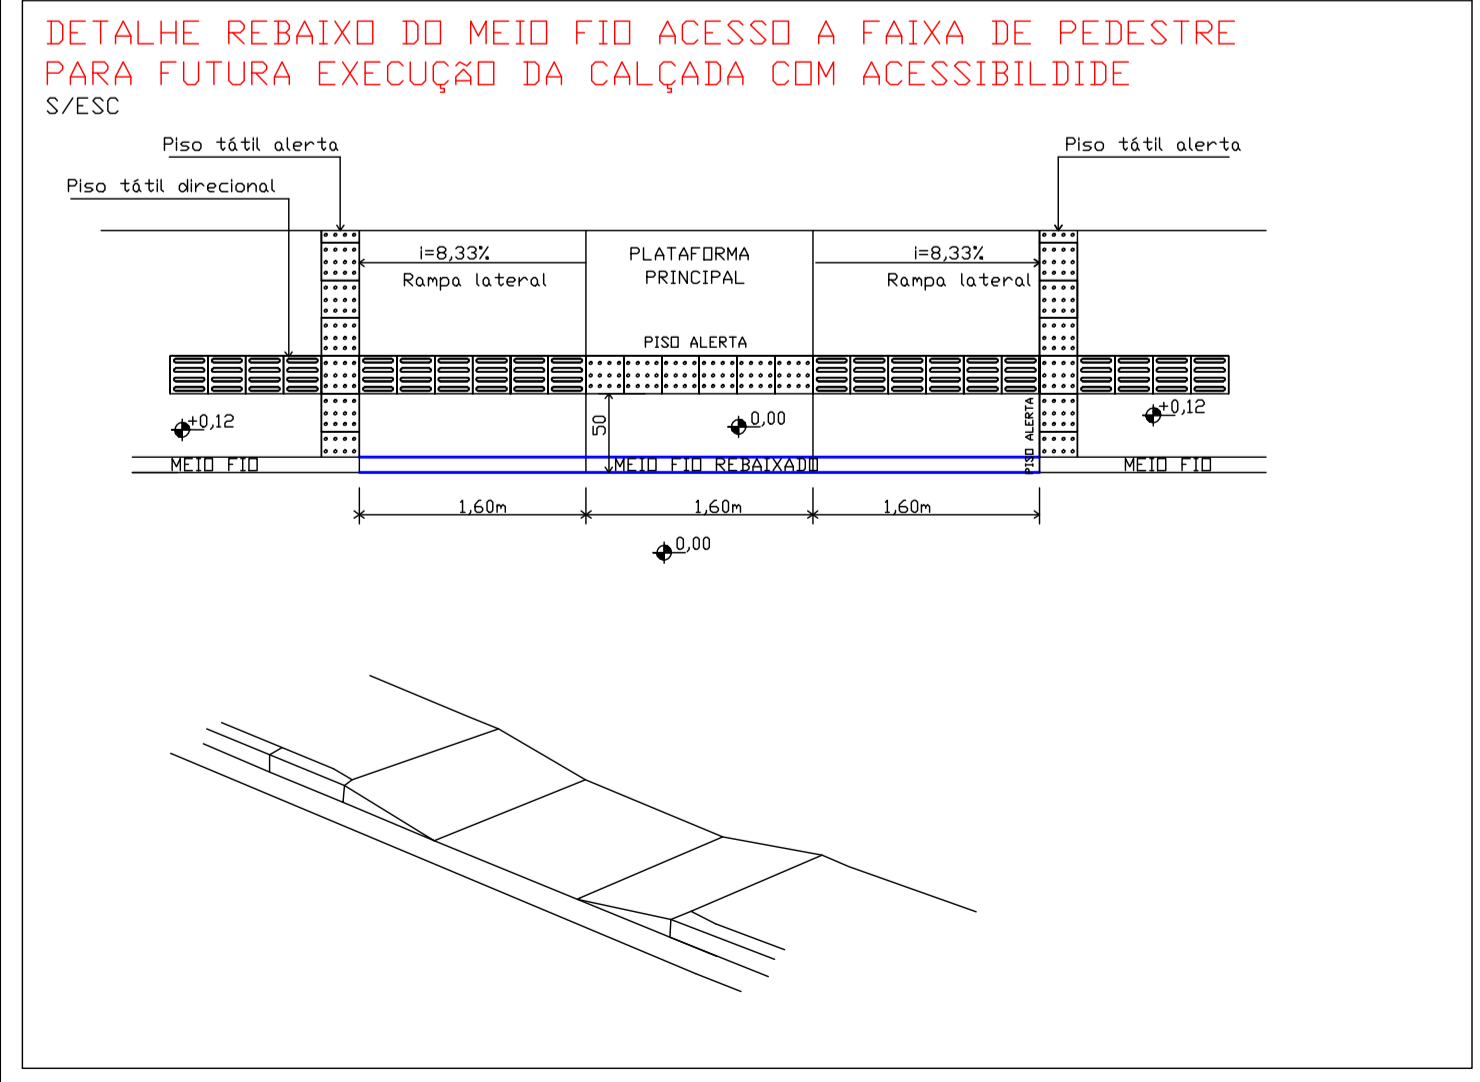 DETALHE REBAIXO DO MEIO FIO ACESSO A FAIXA DE PEDESTRE
PARA FUTURA EXECUÇãO DA CALÇADA COM ACESSIBILDIDE
S/ESC
Piso tátil alerta
Piso tátil alerta
Piso tátil direcional
i=8,33%
Rampa lateral
PLATAFORMA
PRINCIPAL
i=8,33%
Rampa lateral
PISO ALERTA
+0,12
50
0,00
PISO ALERTA
+0,12
MEIO FIO
MEIO FIO REBAIXADO
MEIO FIO
1,60m
1,60m
1,60m
0,00